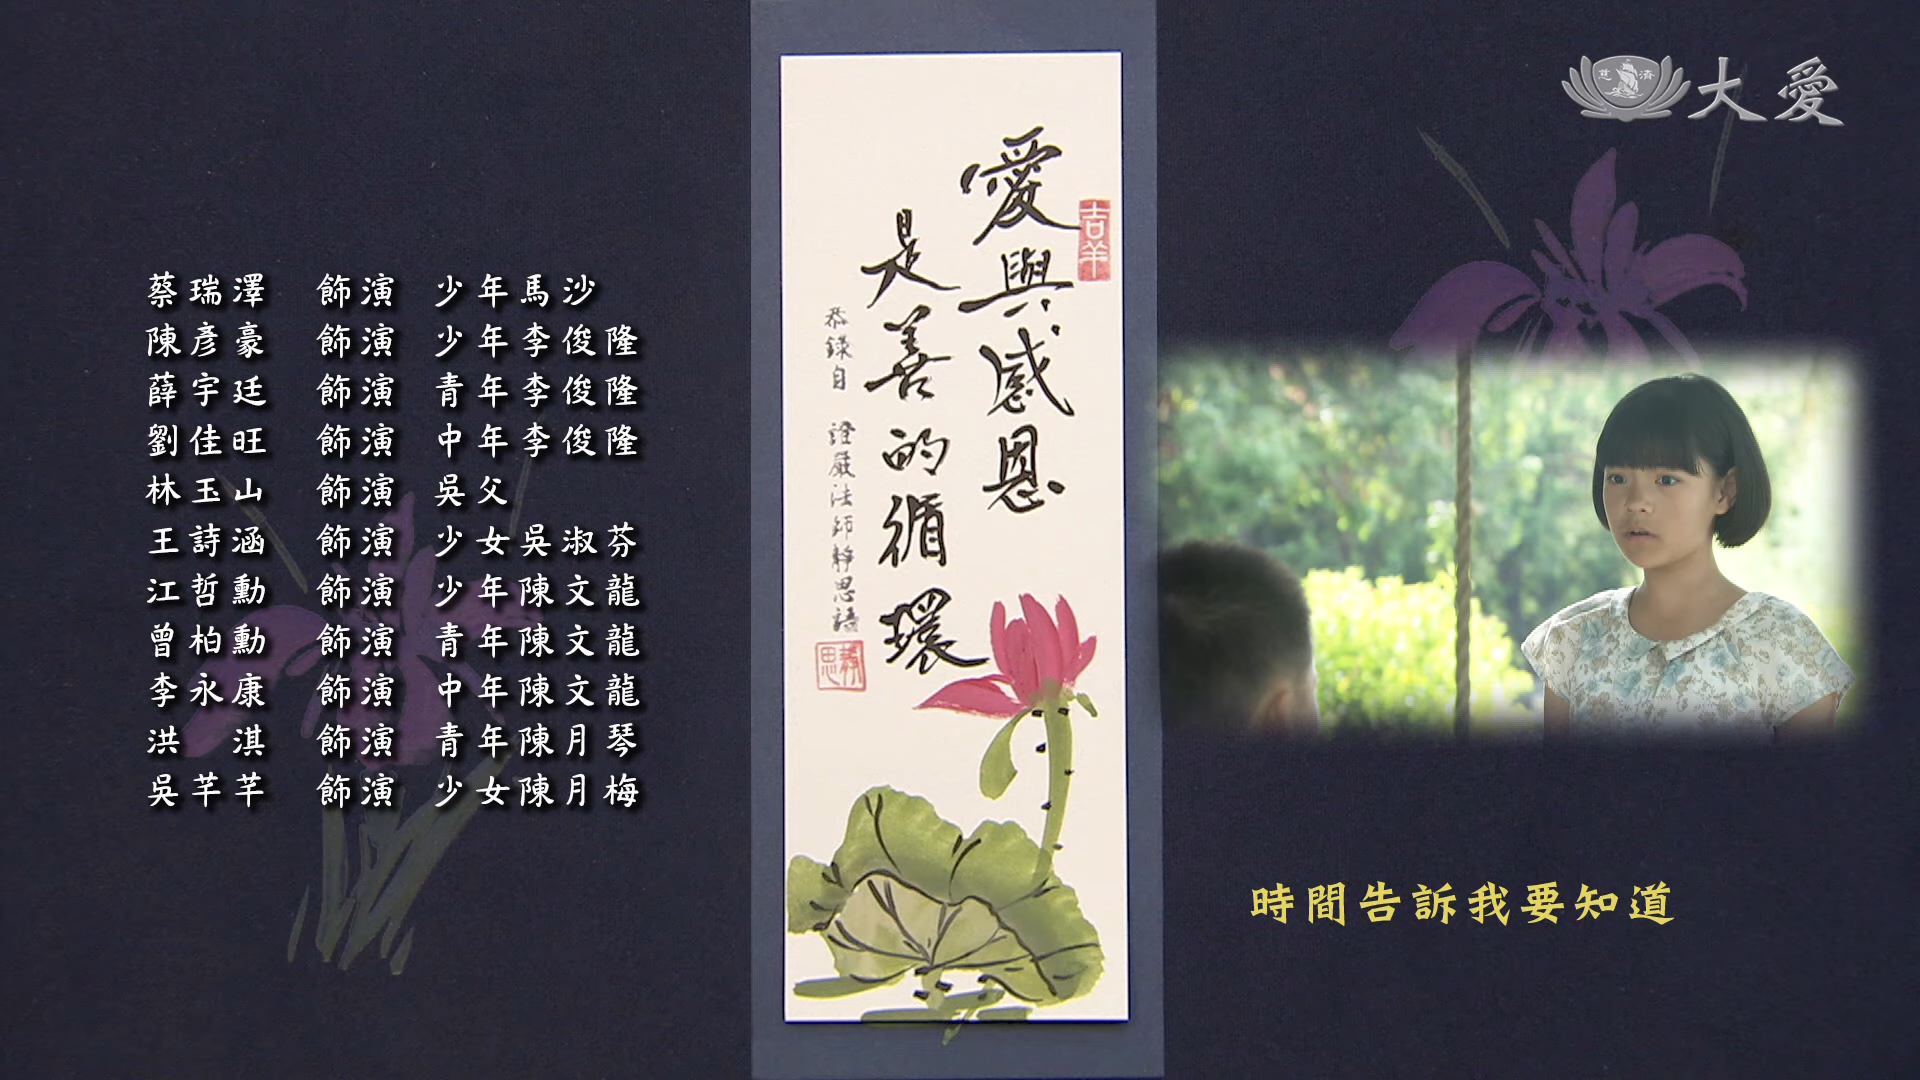 蔡瑞澤 飾演 少年馬沙
陳彥豪 飾演 少年李俊隆
薛宇廷 飾演 青年李俊隆
劉佳旺 飾演 中年李俊隆
林玉山 飾演 吳父
王詩涵 飾演 少女吳淑芬
江哲勳 飾演 少年陳文龍
曾柏勳 飾演 青年陳文龍
李永康 飾演 中年陳文龍
洪淇 飾演 青年陳月琴
吳芊芊 飾演 少女陳月梅
吉羊
愛與感恩
是善的循環
恭錄自 證嚴法師靜思語
靜思
慈濟
大愛
時間告訴我要知道